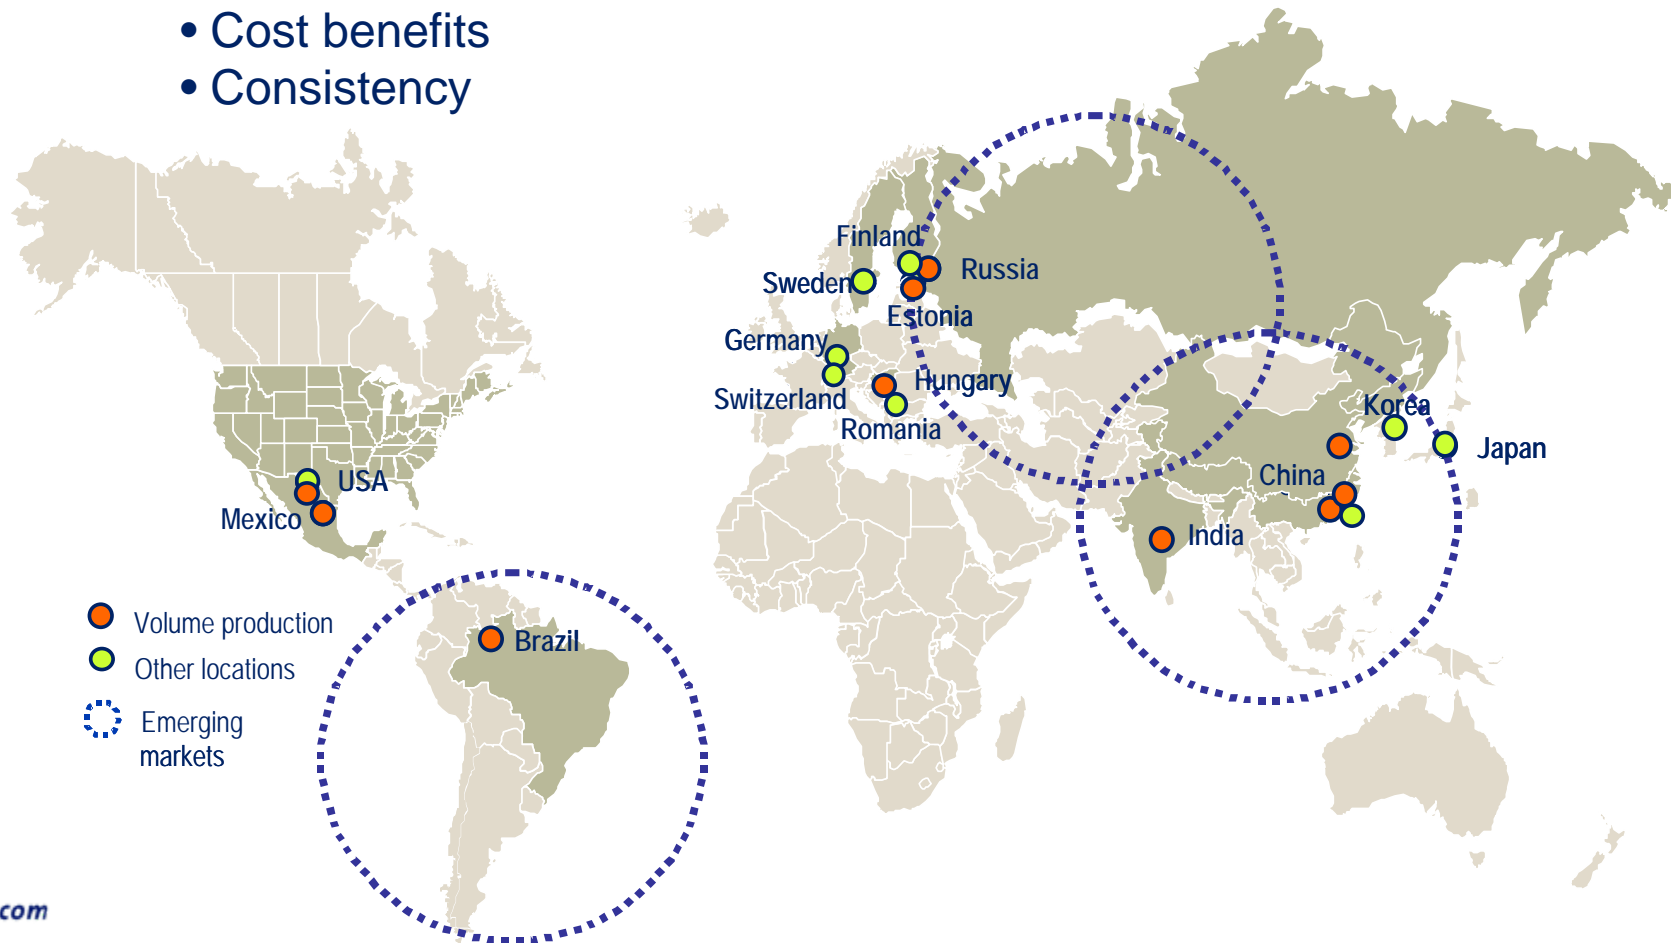 • Cost benefits
• Consistency
Finland
Sweden
Russia
Estonia
Germany
Switzerland
Hungary
Romania
Korea
Japan
China
India
USA
Mexico
Brazil
Volume production
Other locations
Emerging
markets
com